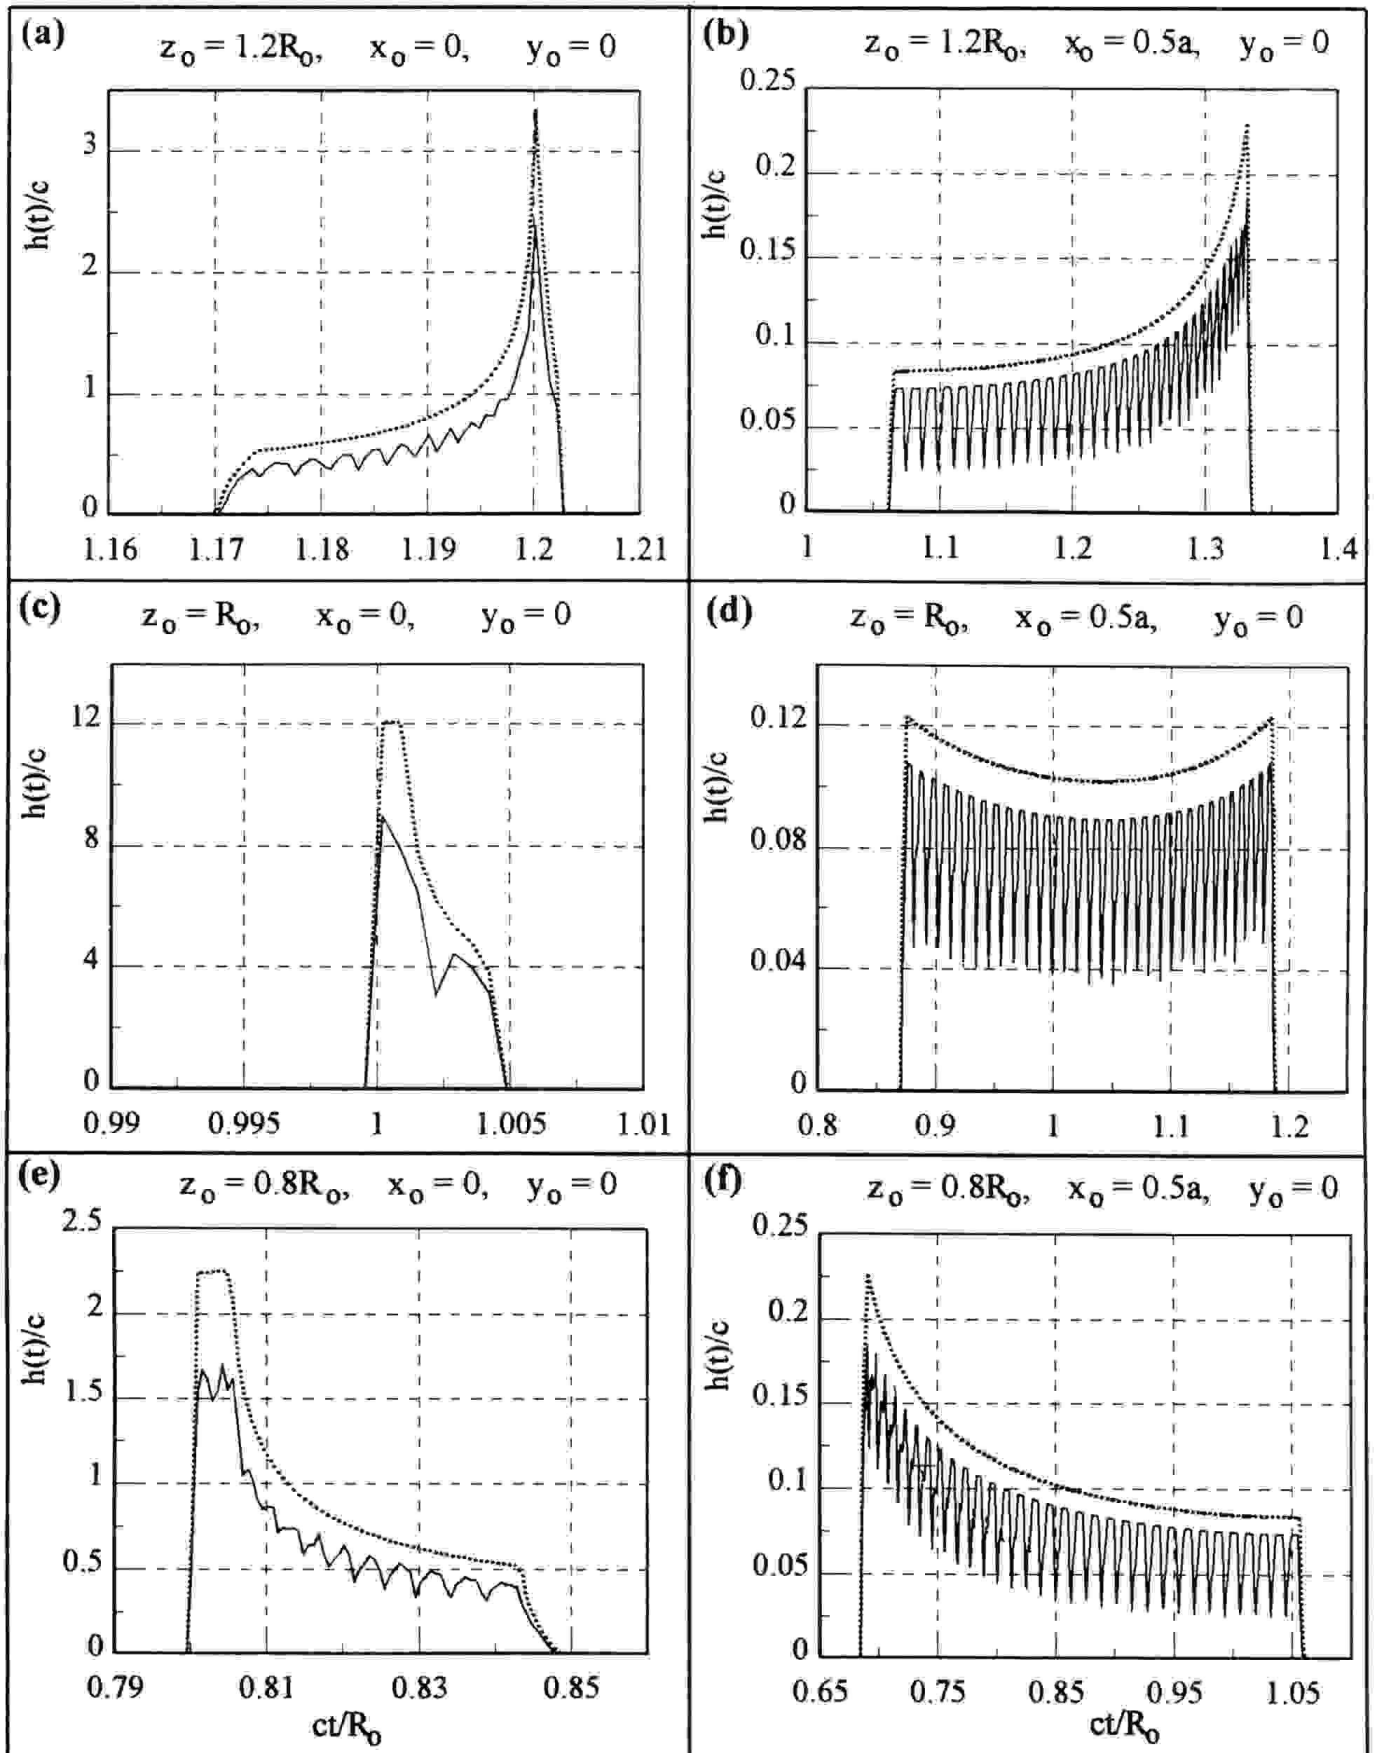 (a) z₀ = 1.2R₀, x₀ = 0, y₀ = 0
h(t)/c
3
2
1
0
1.16 1.17 1.18 1.19 1.2 1.21
(b) z₀ = 1.2R₀, x₀ = 0.5a, y₀ = 0
h(t)/c
0.25
0.2
0.15
0.1
0.05
0
1 1.1 1.2 1.3 1.4
(c) z₀ = R₀, x₀ = 0, y₀ = 0
h(t)/c
12
8
4
0
0.99 0.995 1 1.005 1.01
(d) z₀ = R₀, x₀ = 0.5a, y₀ = 0
h(t)/c
0.12
0.08
0.04
0
0.8 0.9 1 1.1 1.2
(e) z₀ = 0.8R₀, x₀ = 0, y₀ = 0
h(t)/c
2.5
2
1.5
1
0.5
0
0.79 0.81 0.83 0.85
ct/R₀
(f) z₀ = 0.8R₀, x₀ = 0.5a, y₀ = 0
h(t)/c
0.25
0.2
0.15
0.1
0.05
0
0.65 0.75 0.85 0.95 1.05
ct/R₀